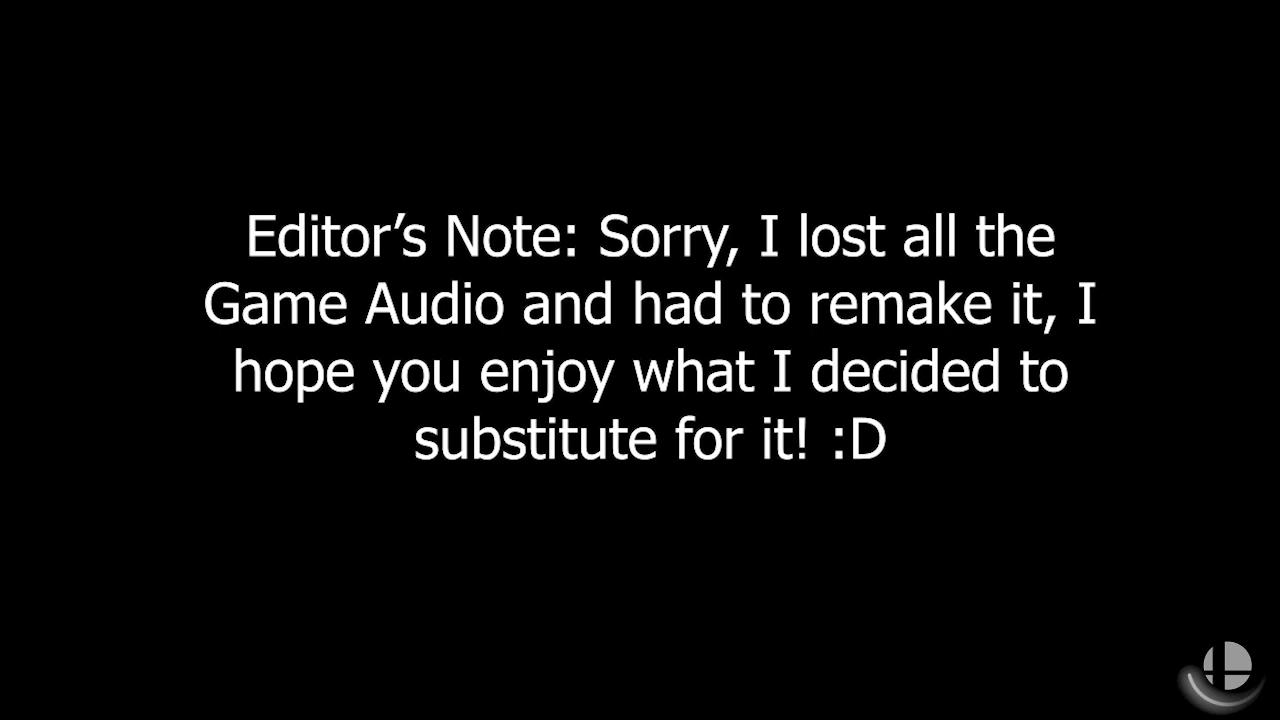 Editor’s Note: Sorry, I lost all the
Game Audio and had to remake it, I
hope you enjoy what I decided to
substitute for it! :D